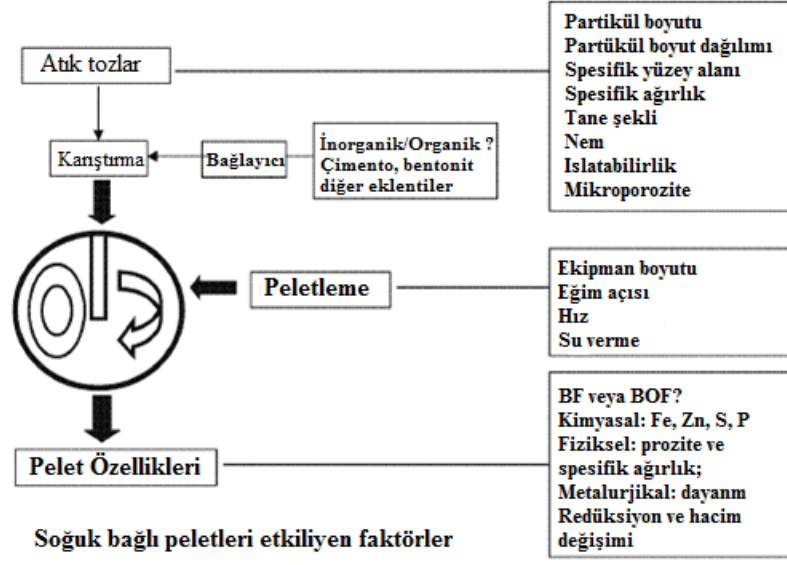 Atık tozlar
Partikül boyutu
Partükül boyut dağılımı
Spesifik yüzey alanı
Spesifik ağırlık
Tane şekli
Nem
Islatabilirlik
Mikroporozite
Karıştırma
Bağlayıcı
İnorganik/Organik ?
Çimento, bentonit
diğer eklentiler
Peletleme
Ekipman boyutu
Eğim açısı
Hız
Su verme
Pelet Özellikleri
BF veya BOF?
Kimyasal: Fe, Zn, S, P
Fiziksel: prozite ve
spesifik ağırlık;
Metalurjikal: dayanm
Redüksiyon ve hacim
değişimi
Soğuk bağlı peletleri etkiliyen faktörler